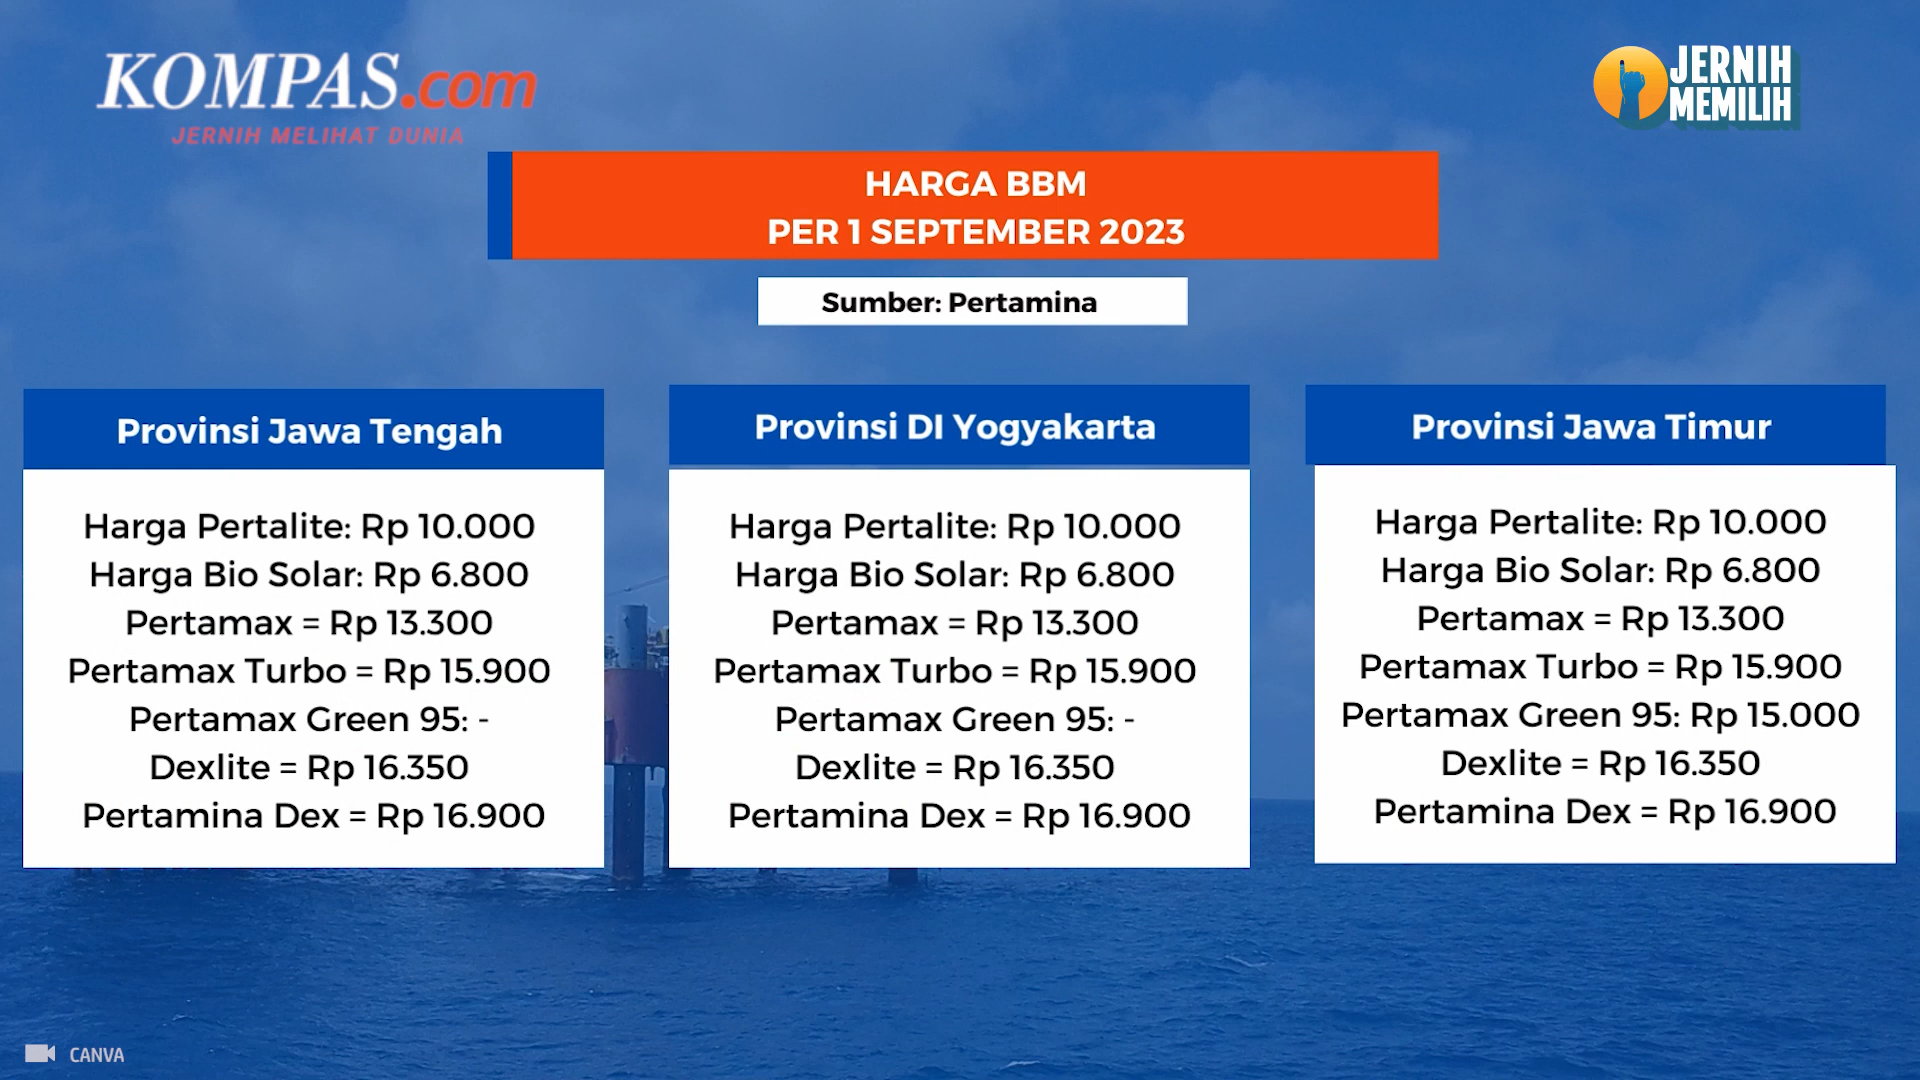 KOMPAS.com
JERNIH MELIHAT DUNIA
JERNIH
MEMILIH
HARGA BBM
PER 1 SEPTEMBER 2023
Sumber: Pertamina
Provinsi Jawa Tengah
Harga Pertalite: Rp 10.000
Harga Bio Solar: Rp 6.800
Pertamax = Rp 13.300
Pertamax Turbo = Rp 15.900
Pertamax Green 95: -
Dexlite = Rp 16.350
Pertamina Dex = Rp 16.900
Provinsi DI Yogyakarta
Harga Pertalite: Rp 10.000
Harga Bio Solar: Rp 6.800
Pertamax = Rp 13.300
Pertamax Turbo = Rp 15.900
Pertamax Green 95: -
Dexlite = Rp 16.350
Pertamina Dex = Rp 16.900
Provinsi Jawa Timur
Harga Pertalite: Rp 10.000
Harga Bio Solar: Rp 6.800
Pertamax = Rp 13.300
Pertamax Turbo = Rp 15.900
Pertamax Green 95: Rp 15.000
Dexlite = Rp 16.350
Pertamina Dex = Rp 16.900
CANVA